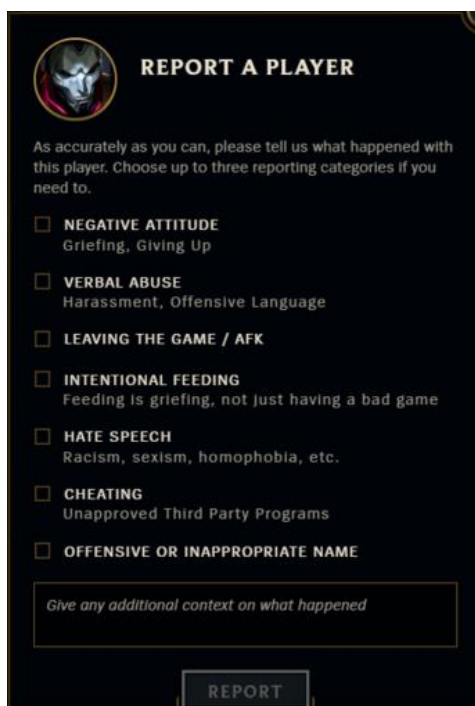 REPORT A PLAYER
As accurately as you can, please tell us what happened with
this player. Choose up to three reporting categories if you
need to.
NEGATIVE ATTITUDE
Griefing, Giving Up
VERBAL ABUSE
Harassment, Offensive Language
LEAVING THE GAME / AFK
INTENTIONAL FEEDING
Feeding is griefing, not just having a bad game
HATE SPEECH
Racism, sexism, homophobia, etc.
CHEATING
Unapproved Third Party Programs
OFFENSIVE OR INAPPROPRIATE NAME
Give any additional context on what happened
REPORT